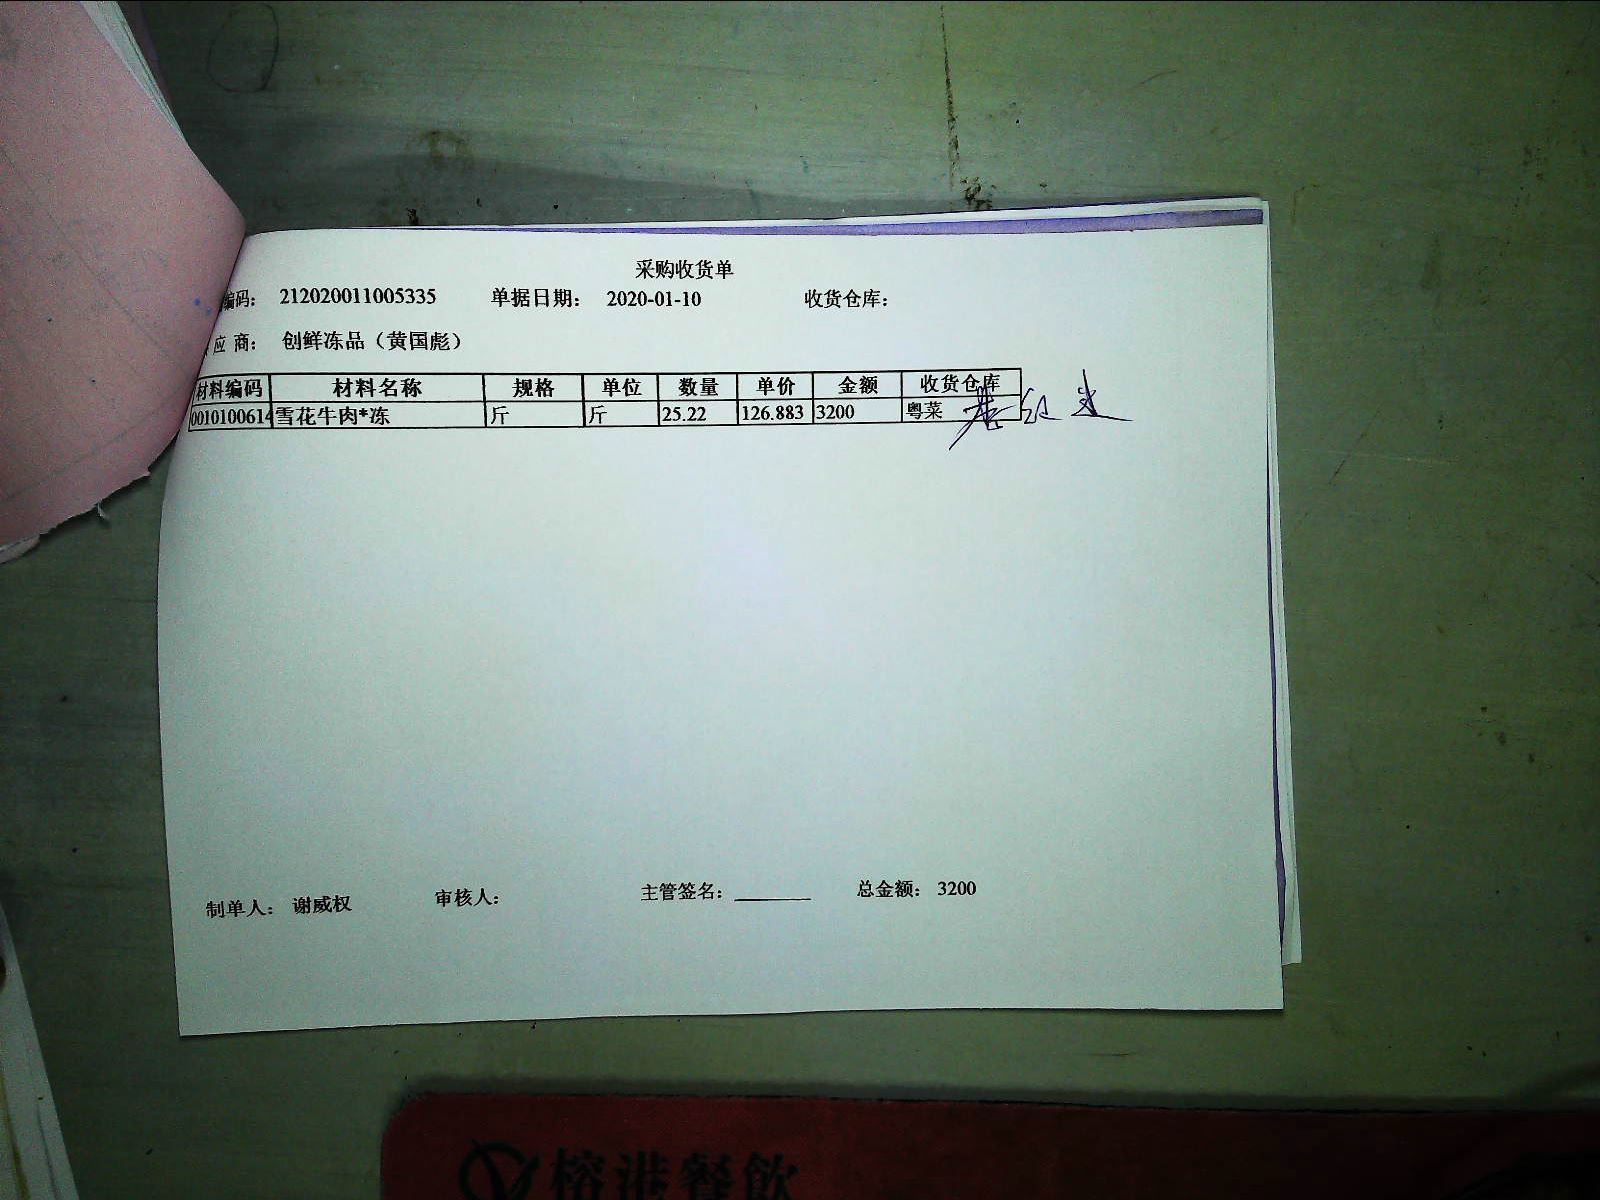 采购收货单
编码： 212020011005335 单据日期： 2020-01-10 收货仓库：
应 商： 创鲜冻品（黄国彪）
材料编码 材料名称 规格 单位 数量 单价 金额 收货仓库
0010100614 雪花牛肉*冻 斤 斤 25.22 126.883 3200 粤菜
制单人： 谢威权 审核人： 主管签名： 总金额： 3200
榕港餐飲